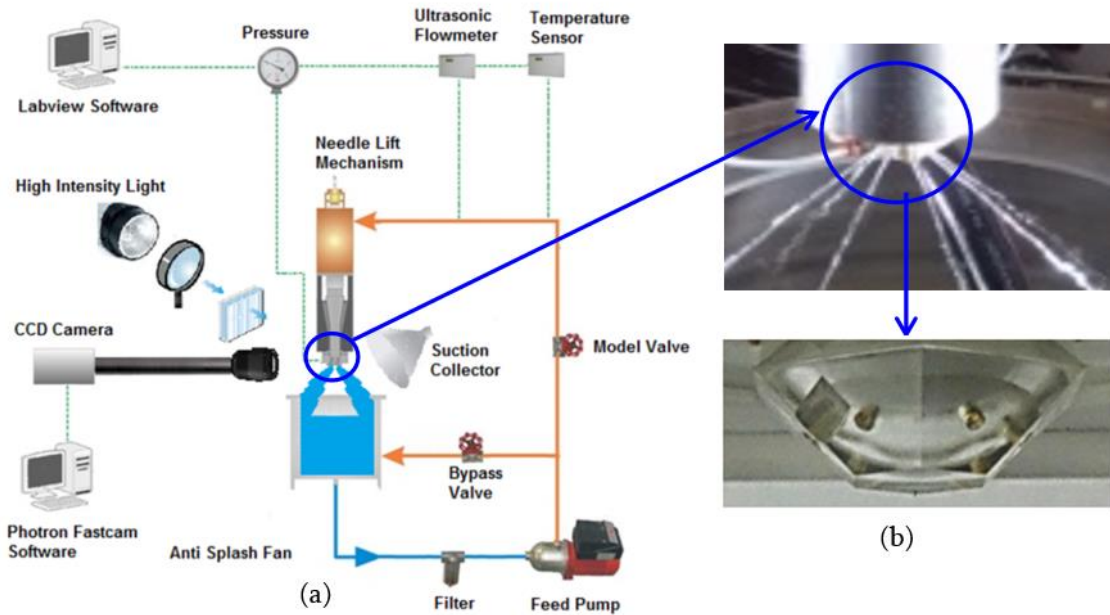 Ultrasonic
Flowmeter
Temperature
Sensor
Pressure
Labview Software
Needle Lift
Mechanism
High Intensity Light
CCD Camera
Suction
Collector
Model Valve
Bypass
Valve
Photron Fastcam
Software
Anti Splash Fan
(a)
Filter
Feed Pump
(b)